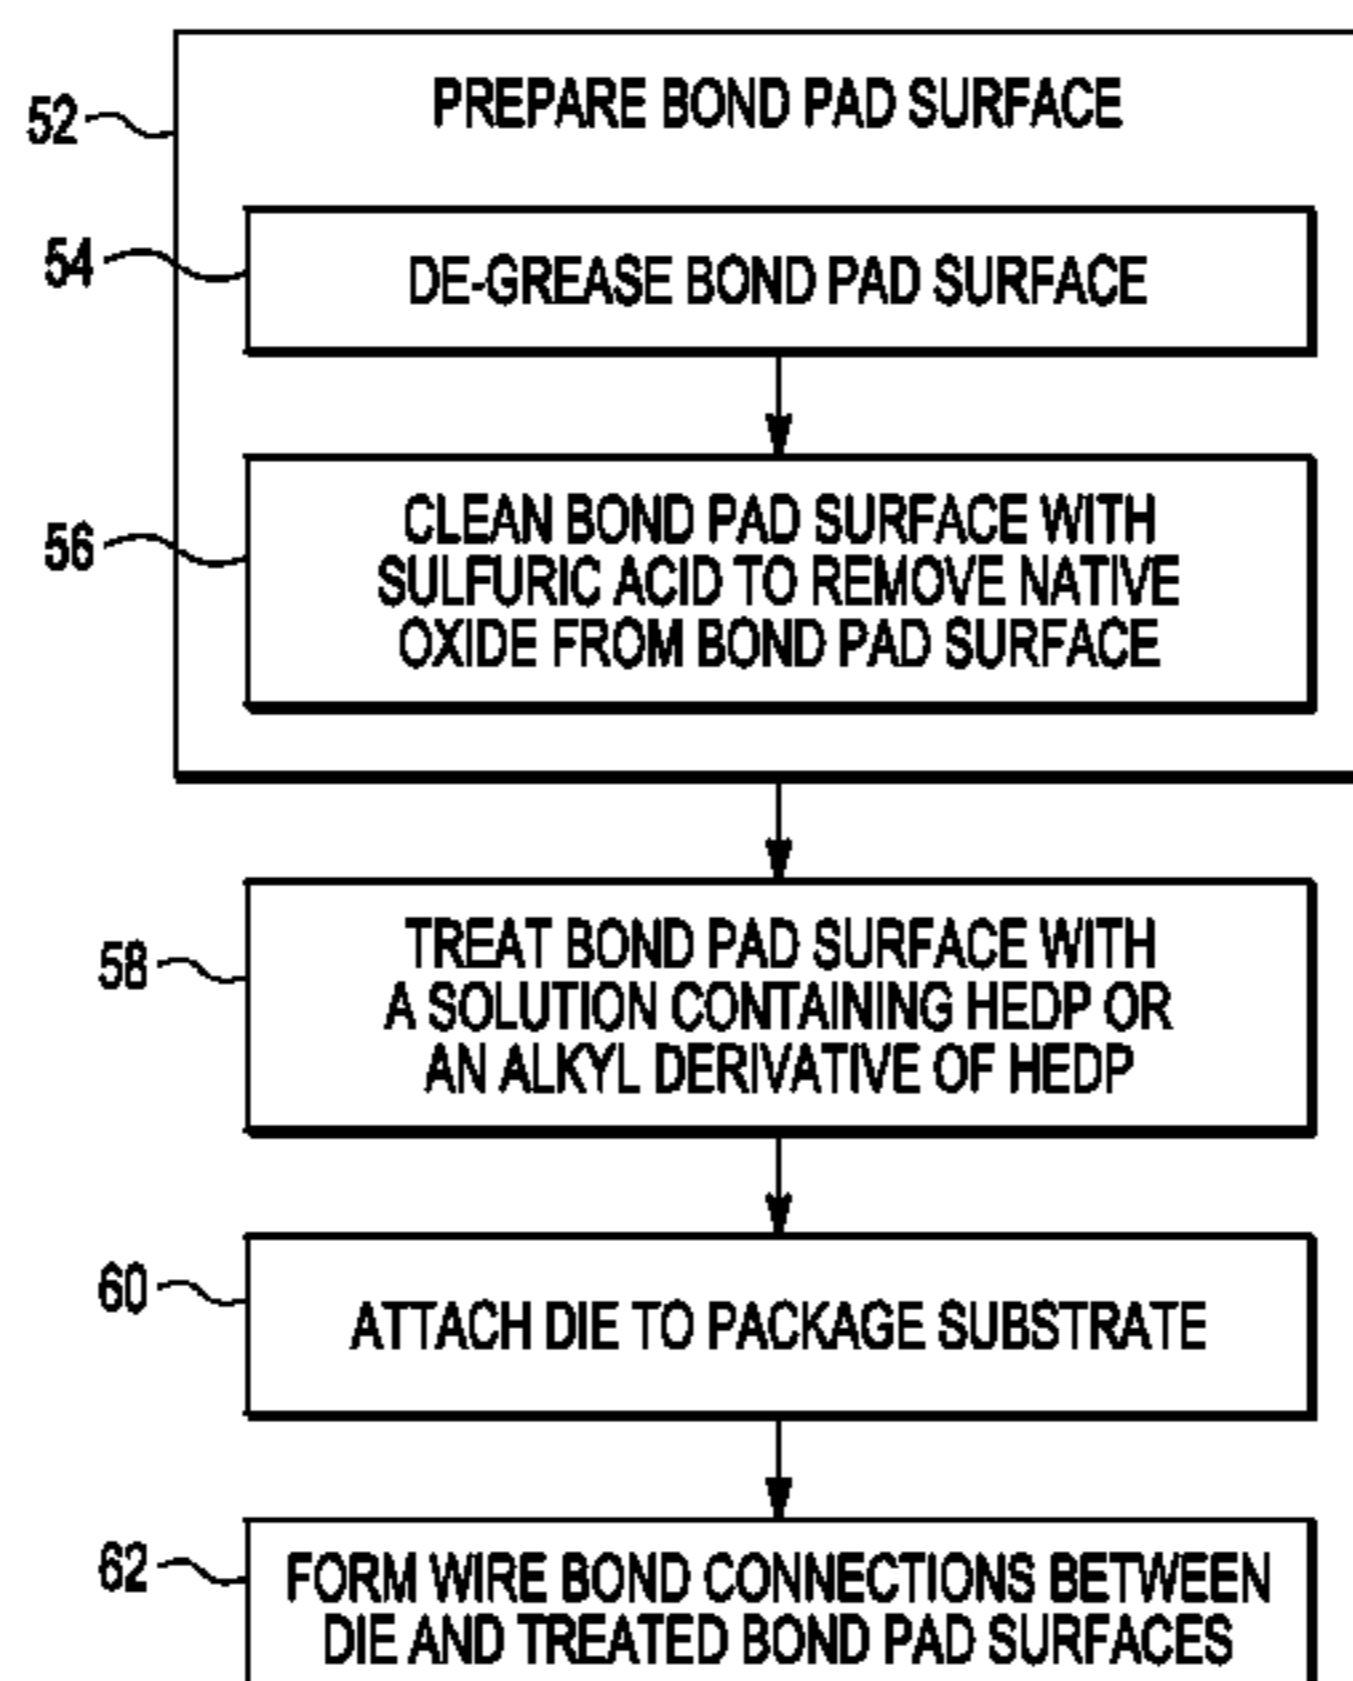 52
PREPARE BOND PAD SURFACE
54
DE-GREASE BOND PAD SURFACE
56
CLEAN BOND PAD SURFACE WITH
SULFURIC ACID TO REMOVE NATIVE
OXIDE FROM BOND PAD SURFACE
58
TREAT BOND PAD SURFACE WITH
A SOLUTION CONTAINING HEDP OR
AN ALKYL DERIVATIVE OF HEDP
60
ATTACH DIE TO PACKAGE SUBSTRATE
62
FORM WIRE BOND CONNECTIONS BETWEEN
DIE AND TREATED BOND PAD SURFACES